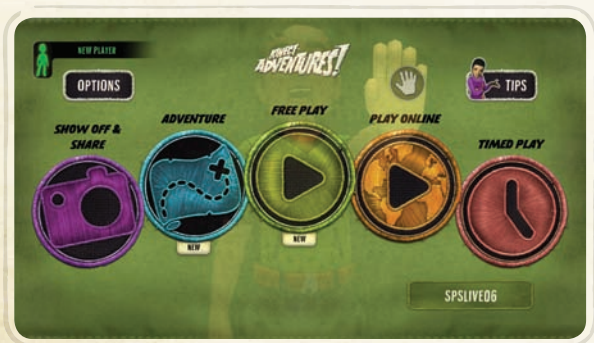 NEW PLAYER
KINECT
ADVENTURES!
OPTIONS
TIPS
SHOW OFF &
SHARE
ADVENTURE
FREE PLAY
PLAY ONLINE
TIMED PLAY
NEW
NEW
SPSLIVE06